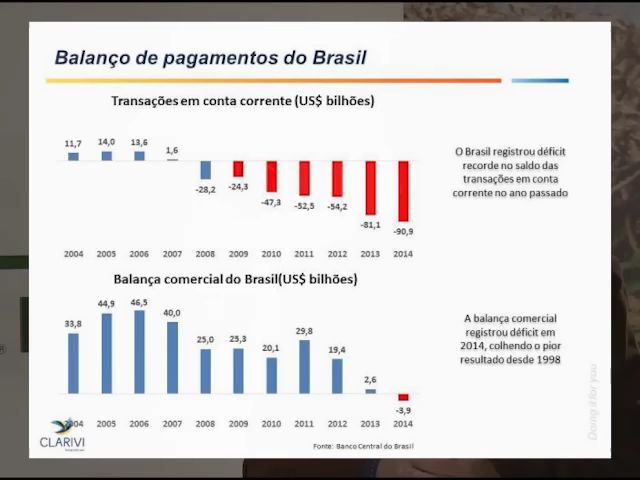 Balanço de pagamentos do Brasil
Transações em conta corrente (US$ bilhões)
11,7 14,0 13,6 1,6
-28,2 -24,3 -47,3 -52,5 -54,2 -81,1 -90,9
2004 2005 2006 2007 2008 2009 2010 2011 2012 2013 2014
O Brasil registrou déficit
recorde no saldo das
transações em conta
corrente no ano passado
Balança comercial do Brasil(US$ bilhões)
33,8 44,9 46,5 40,0 25,0 25,3 20,1 29,8 19,4 2,6 -3,9
2004 2005 2006 2007 2008 2009 2010 2011 2012 2013 2014
A balança comercial
registrou déficit em
2014, colhendo o pior
resultado desde 1998
CLARIVI
Fonte: Banco Central do Brasil
Doing it for you